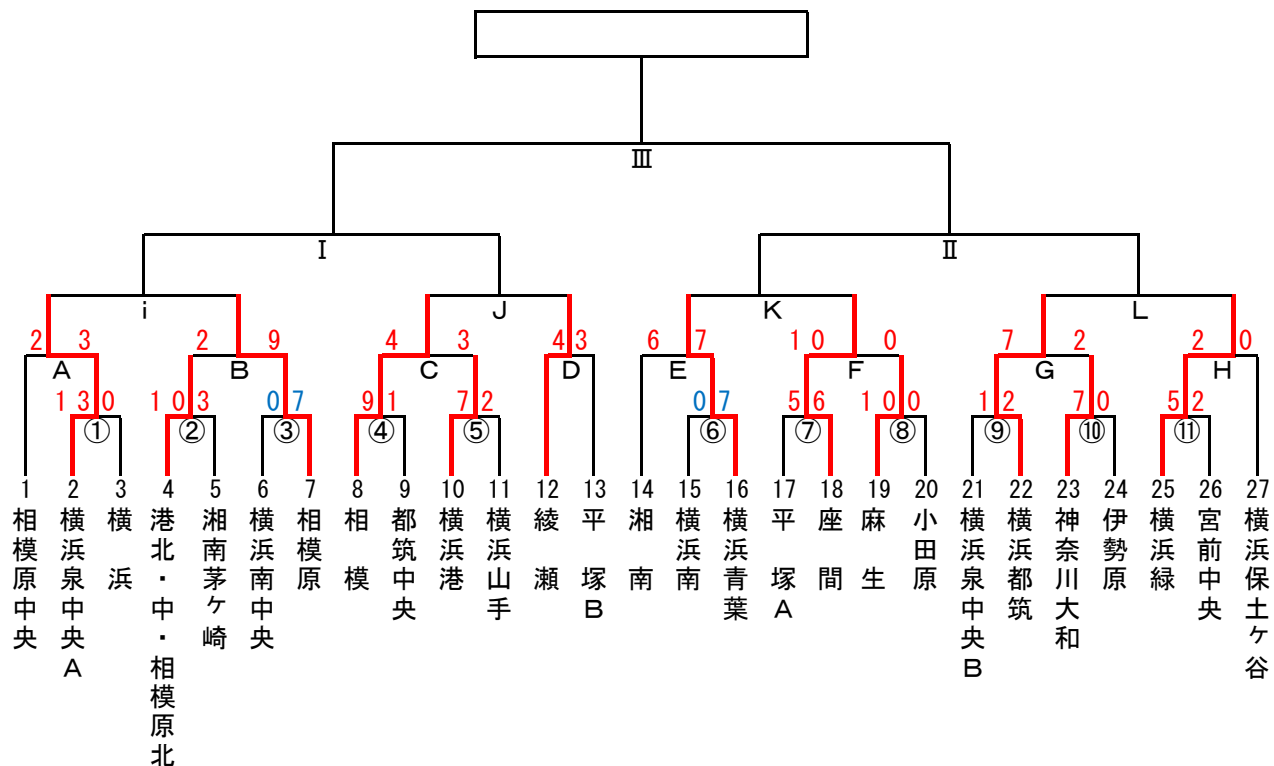 Ⅲ
Ⅰ Ⅱ
i J K L
2 3 2 9 4 3 4 3 6 7 10 0 7 2 2 0
A B C D E F G H
13 0 10 3 0 7 9 1 7 2 0 7 5 6 10 0 1 2 7 0 5 2
① ② ③ ④ ⑤ ⑥ ⑦ ⑧ ⑨ ⑩ ⑪
1 2 3 4 5 6 7 8 9 10 11 12 13 14 15 16 17 18 19 20 21 22 23 24 25 26 27
相模原中央
横浜泉中央A
横浜
港北・中・相模原北
湘南茅ヶ崎
横浜南中央
相模原
相模
都筑中央
横浜港
横浜山手
綾瀬
平塚B
湘南
横浜南
横浜青葉
平塚A
座間
麻生
小田原
横浜泉中央B
横浜都筑
神奈川大和
伊勢原
横浜緑
宮前中央
横浜保土ケ谷